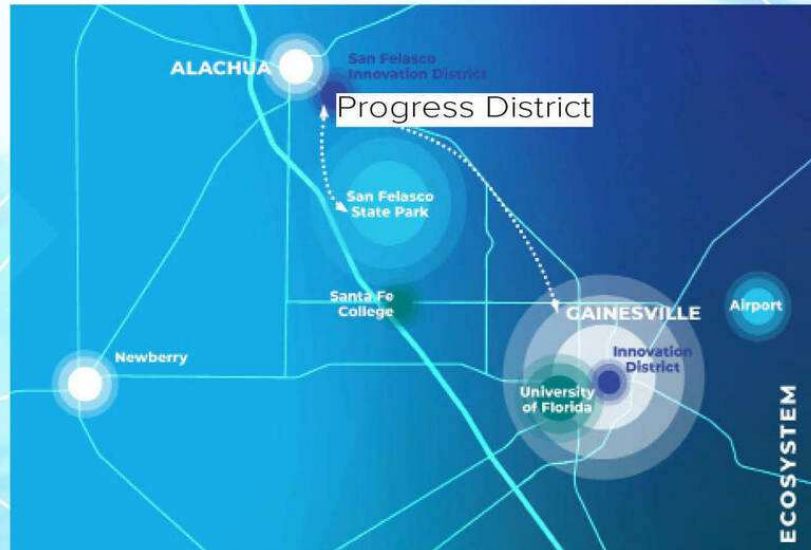 ALACHUA
San Felasco
Innovation District
Progress District
San Felasco
State Park
Santa Fe
College
GAINESVILLE
Airport
Newberry
Innovation
District
University
of Florida
ECOSYSTEM